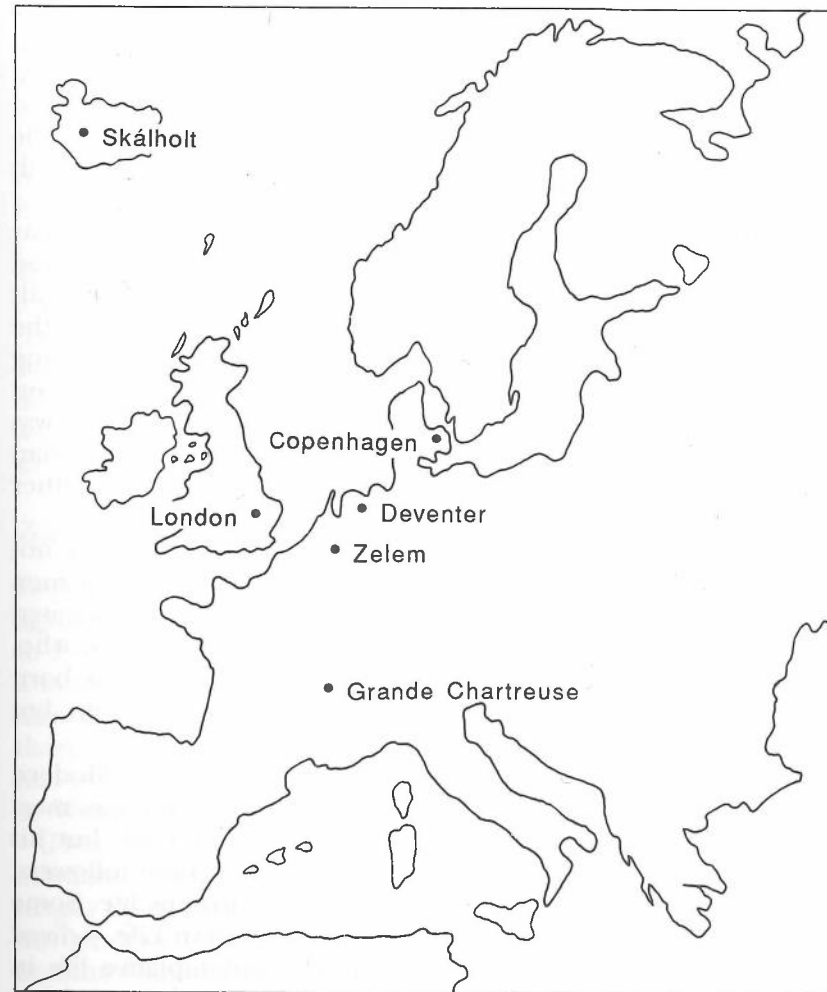 Skálholt
Copenhagen
London
Deventer
Zelem
Grande Chartreuse